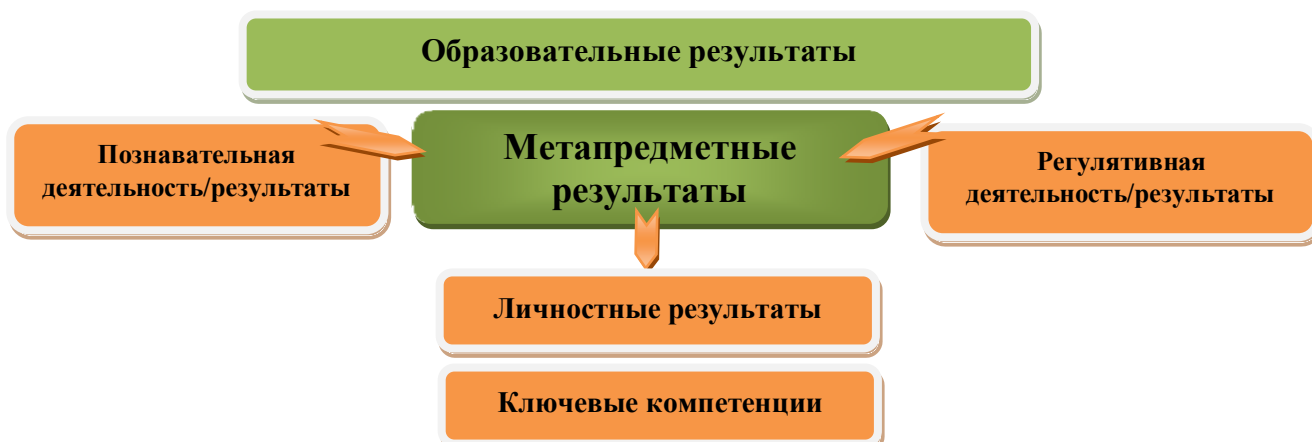 Образовательные результаты
Познавательная
деятельность/результаты
Метапредметные
результаты
Регулятивная
деятельность/результаты
Личностные результаты
Ключевые компетенции